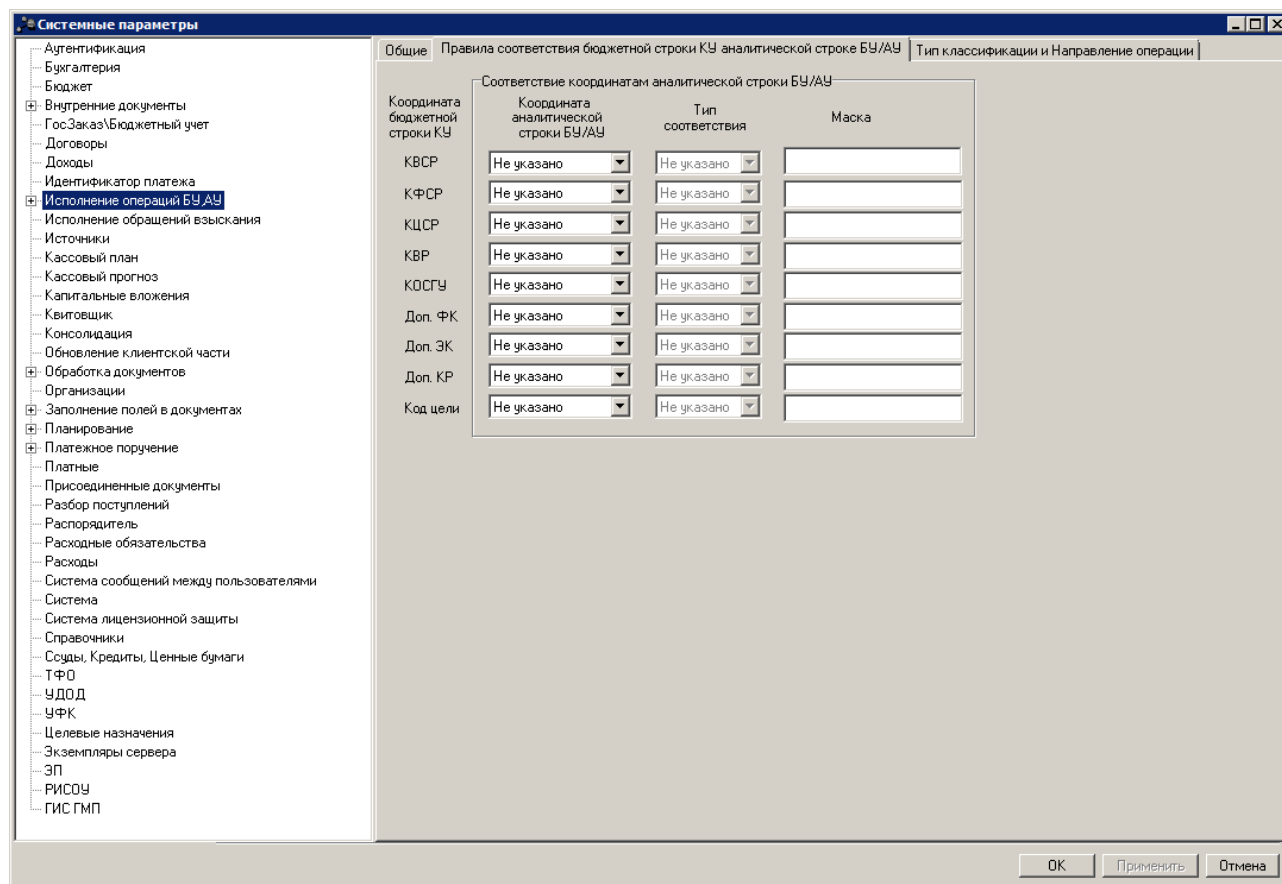 Системные параметры
Аутентификация
Бухгалтерия
Бюджет
Внутренние документы
ГосЗаказ\Бюджетный учет
Договоры
Доходы
Идентификатор платежа
Исполнение операций БУ,АУ
Исполнение обращений взыскания
Источники
Кассовый план
Кассовый прогноз
Капитальные вложения
Квитовщик
Консолидация
Обновление клиентской части
Обработка документов
Организации
Заполнение полей в документах
Планирование
Платежное поручение
Платные
Присоединенные документы
Разбор поступлений
Распорядитель
Расходные обязательства
Расходы
Система сообщений между пользователями
Система
Система лицензионной защиты
Справочники
Ссуды, Кредиты, Ценные бумаги
ТФО
УДОД
УФК
Целевые назначения
Экземпляры сервера
ЭП
РИСОУ
ГИС ГМП
Общие Правила соответствия бюджетной строки КУ аналитической строке БУ/АУ Тип классификации и Направление операции
Соответствие координатам аналитической строки БУ/АУ
Координата бюджетной строки КУ
Координата аналитической строки БУ/АУ
Тип соответствия
Маска
КВСР Не указано Не указано
КФСР Не указано Не указано
КЦСР Не указано Не указано
КВР Не указано Не указано
КОСГУ Не указано Не указано
Доп. ФК Не указано Не указано
Доп. ЭК Не указано Не указано
Доп. КР Не указано Не указано
Код цели Не указано Не указано
OK Применить Отмена